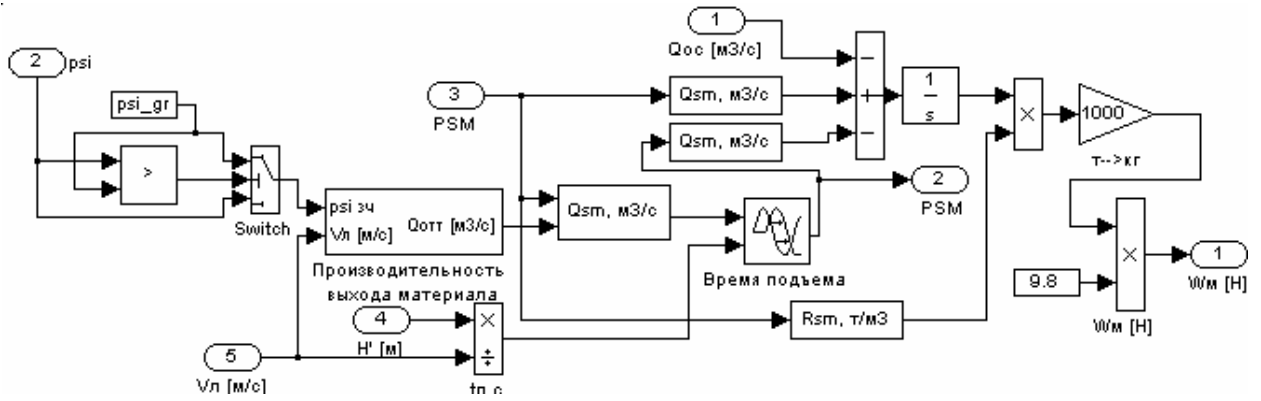 1
Qос [м3/с]
2
psi
psi_gr
>
Switch
3
PSM
Qsm, м3/с
Qsm, м3/с
−
+
−
1
s
×
1000
т-->кг
psi зч
Vл [м/с]
Qотт [м3/с]
Производительность
выхода материала
Qsm, м3/с
Время подъема
2
PSM
4
H' [м]
×
÷
tп с
5
Vл [м/с]
Rsm, т/м3
9.8
×
Wм [Н]
1
Wм [Н]